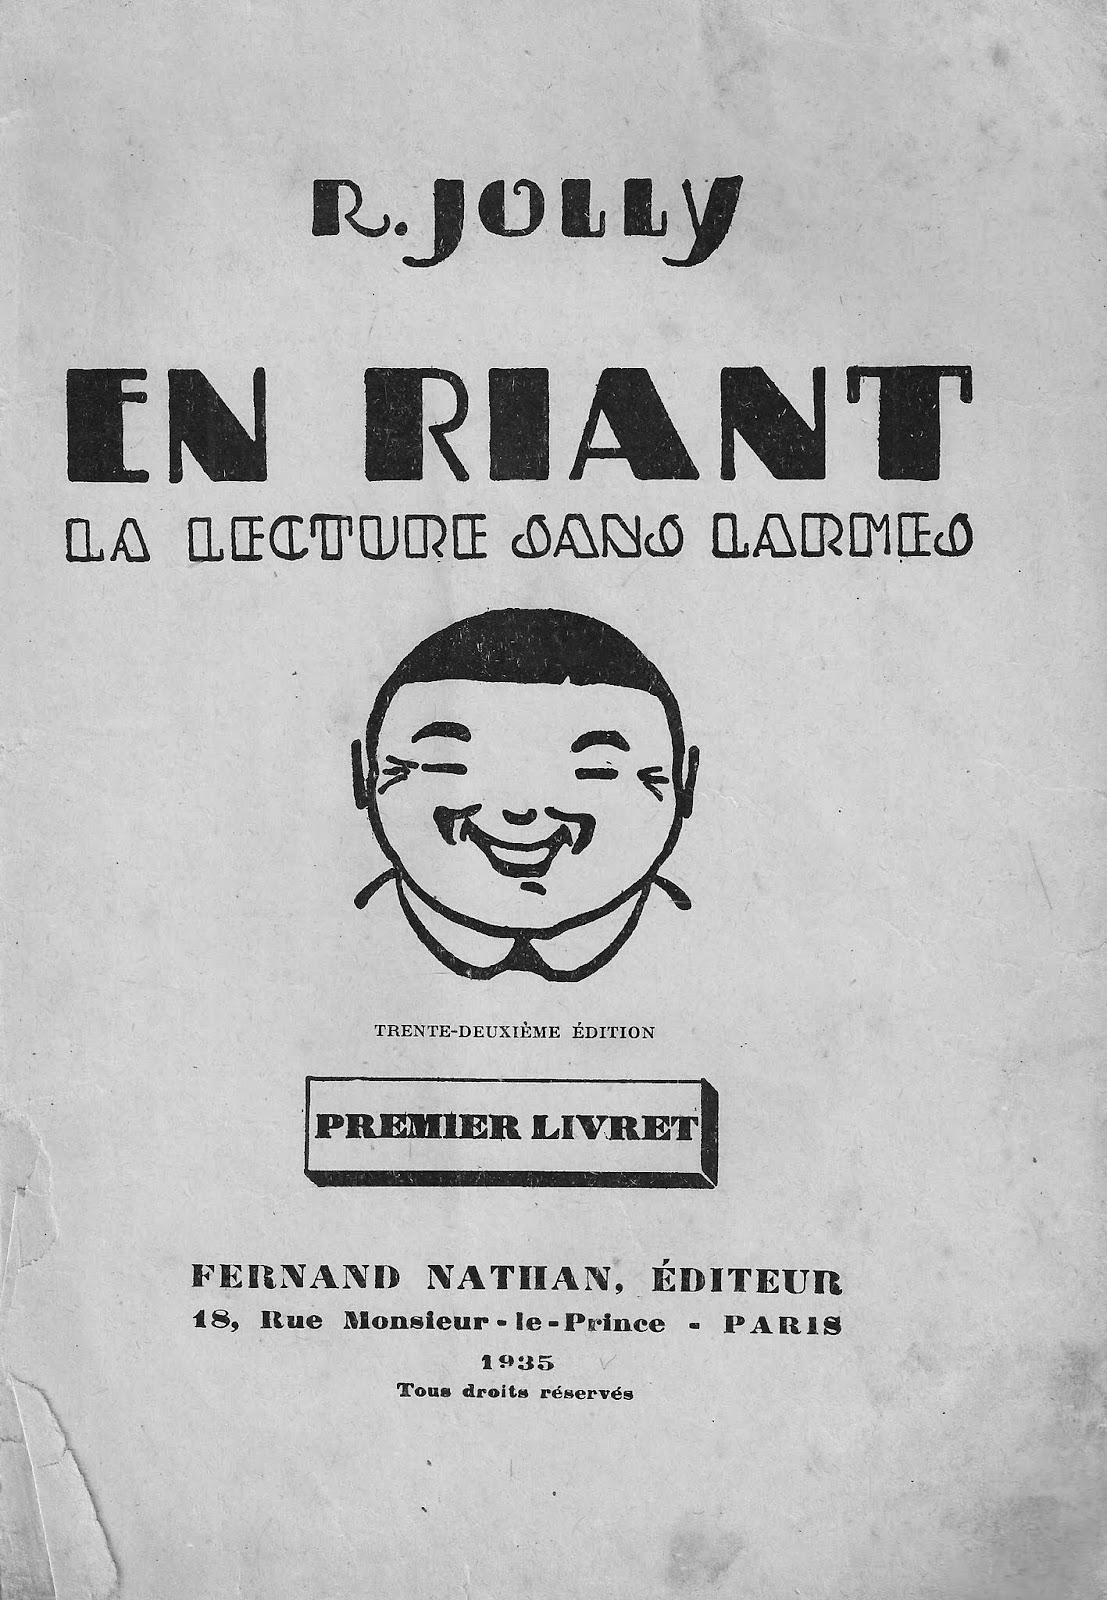 R. JOLLY
EN RIANT
LA LECTURE SANS LARMES
TRENTE-DEUXIÈME ÉDITION
PREMIER LIVRET
FERNAND NATHAN, ÉDITEUR
18, Rue Monsieur-le-Prince - PARIS
1935
Tous droits réservés